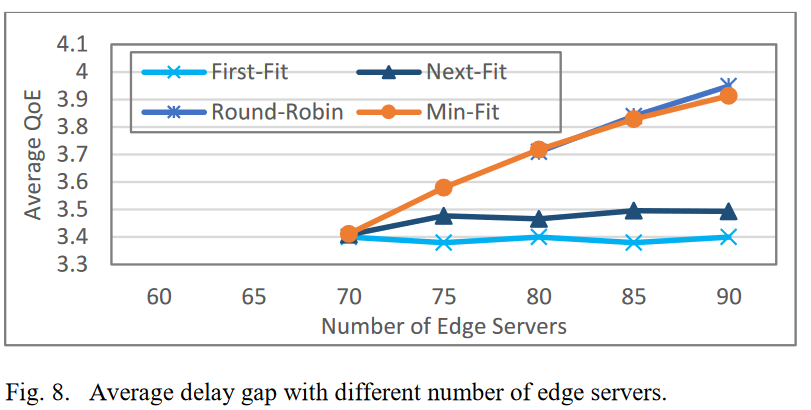 4.1
4
3.9
3.8
3.7
3.6
3.5
3.4
3.3
Average QoE
First-Fit Next-Fit
Round-Robin Min-Fit
60 65 70 75 80 85 90
Number of Edge Servers
Fig. 8. Average delay gap with different number of edge servers.